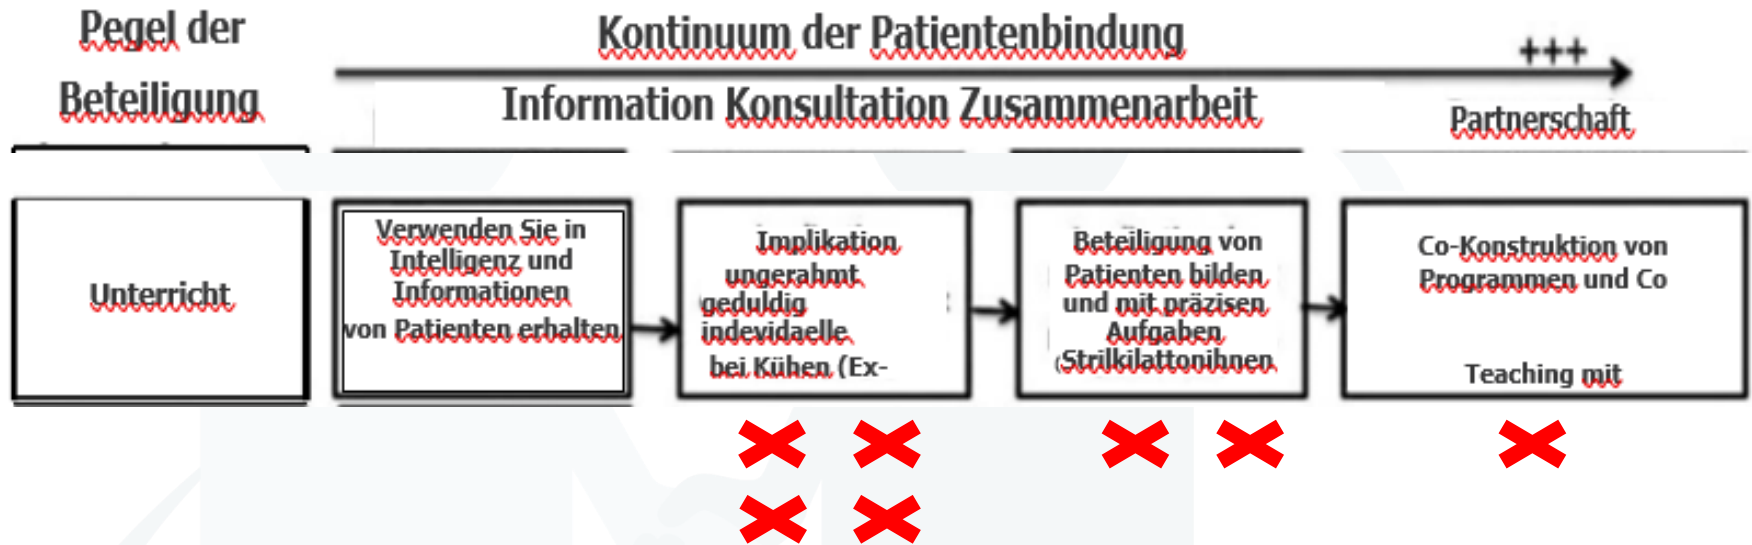 Pegel der
Beteiligung
Kontinuum der Patientenbindung
+++
Information Konsultation Zusammenarbeit
Partnerschaft
Unterricht
Verwenden Sie in
Intelligenz und
Informationen
von Patienten erhalten
Implikation
ungerahmt
geduldig
indevidaelle
bei Kühen (Ex-
Beteiligung von
Patienten bilden
und mit präzisen
Aufgaben
(Strilkilattonihnen
Co-Konstruktion von
Programmen und Co
Teaching mit